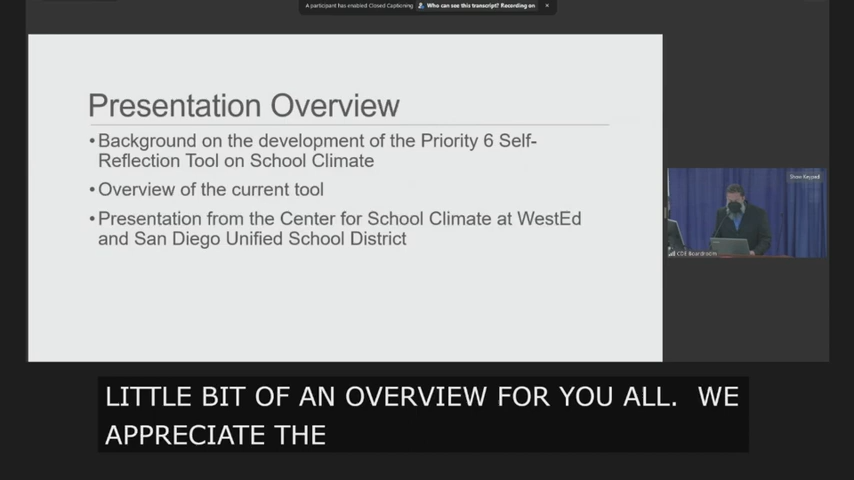 A participant has enabled Closed Captioning
Who can see this transcript? Recording on
Presentation Overview
•Background on the development of the Priority 6 Self-
Reflection Tool on School Climate
•Overview of the current tool
•Presentation from the Center for School Climate at WestEd
and San Diego Unified School District
CDE Boardroom
LITTLE BIT OF AN OVERVIEW FOR YOU ALL.  WE
APPRECIATE THE